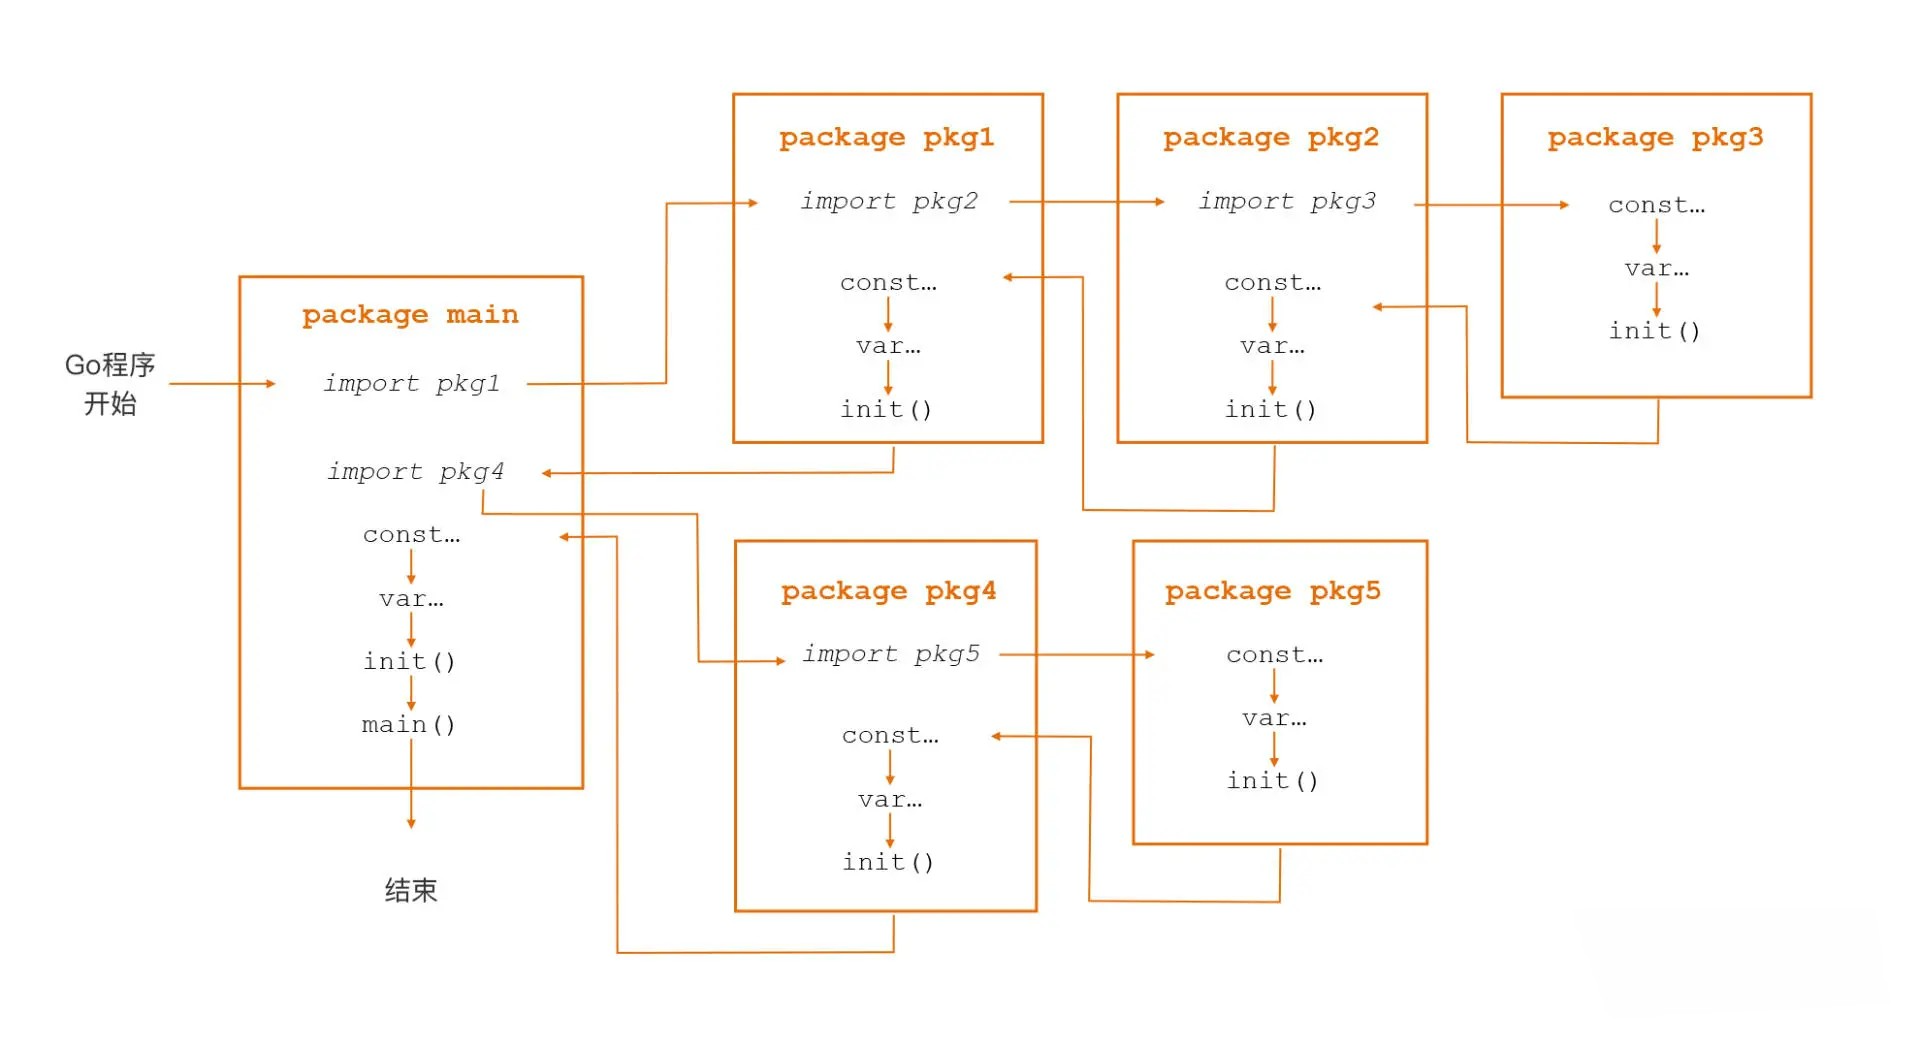 Go程序
开始
package main
import pkg1
import pkg4
const…
var…
init()
main()
结束
package pkg1
import pkg2
const…
var…
init()
package pkg2
import pkg3
const…
var…
init()
package pkg3
const…
var…
init()
package pkg4
import pkg5
const…
var…
init()
package pkg5
const…
var…
init()